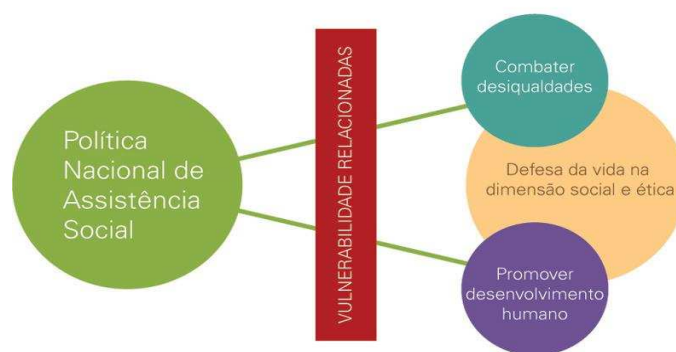 Política
Nacional de
Assistência
Social
VULNERABILIDADE RELACIONADAS
Combater
desiqualdades
Defesa da vida na
dimensão social e ética
Promover
desenvolvimento
humano